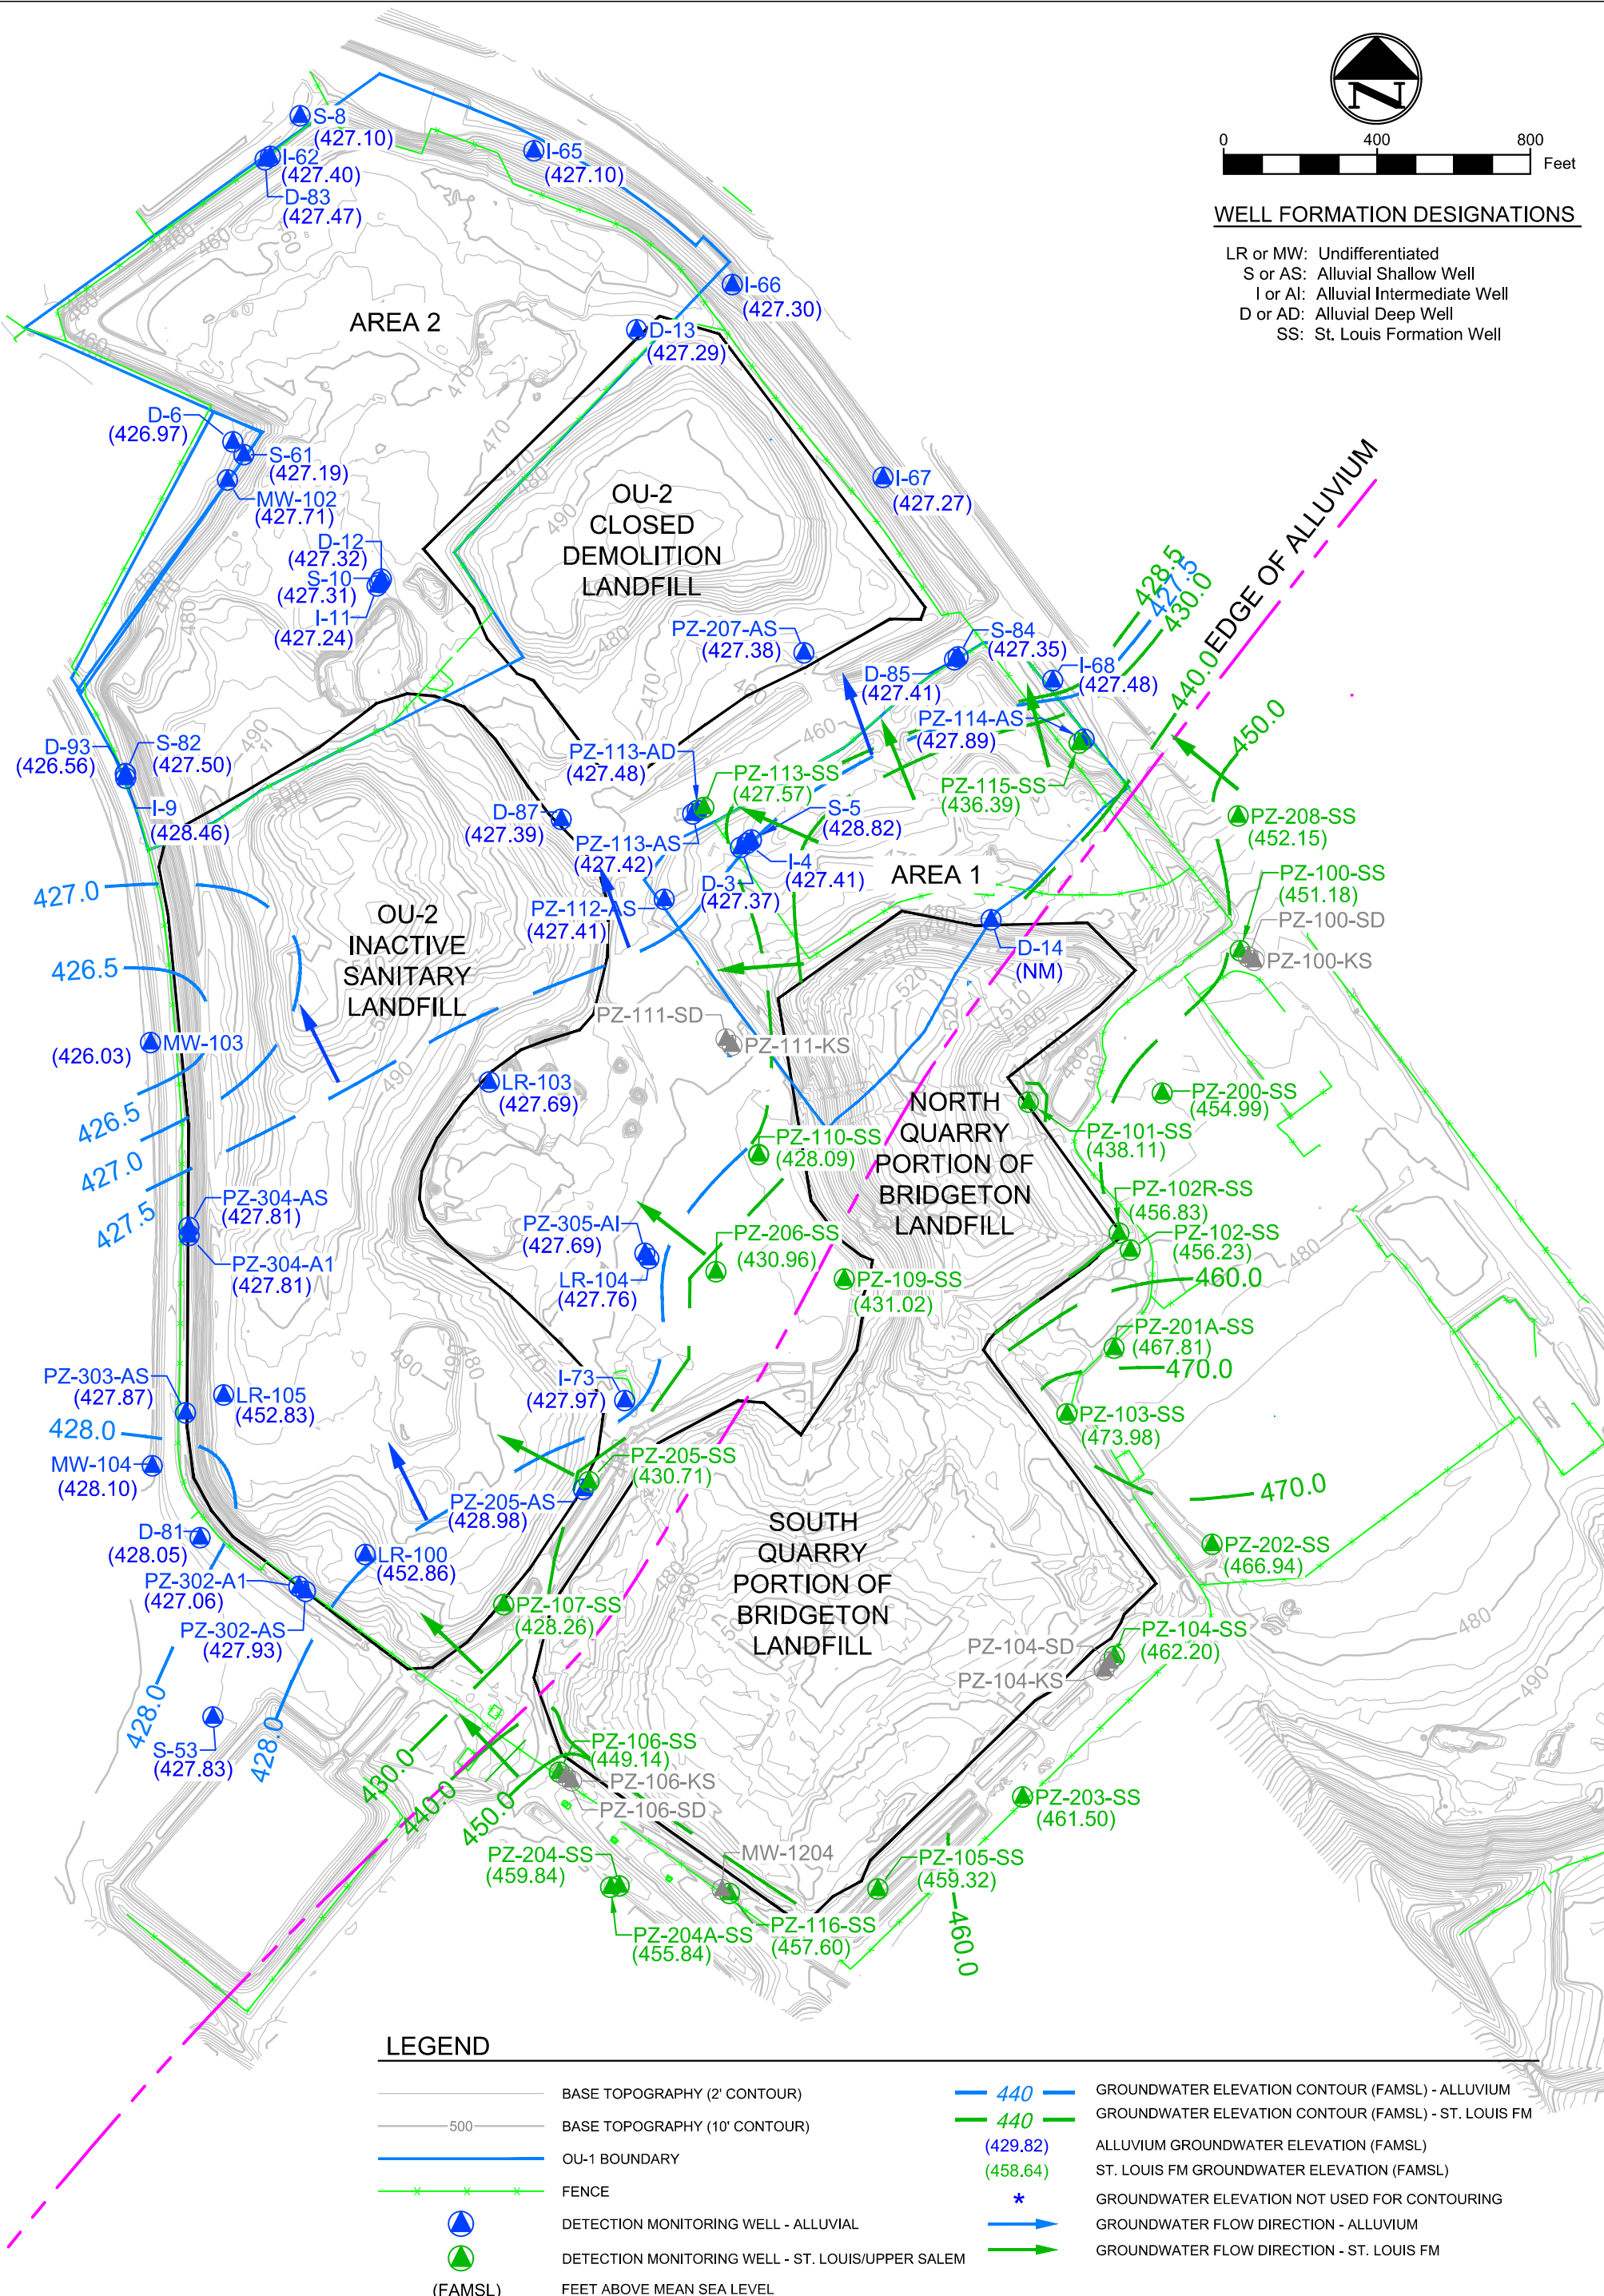 N
0 400 800
Feet
WELL FORMATION DESIGNATIONS
LR or MW: Undifferentiated
S or AS: Alluvial Shallow Well
I or AI: Alluvial Intermediate Well
D or AD: Alluvial Deep Well
SS: St. Louis Formation Well
S-8
(427.10)
I-62
(427.40)
D-83
(427.47)
I-65
(427.10)
I-66
(427.30)
AREA 2
D-13
(427.29)
D-6
(426.97)
S-61
(427.19)
MW-102
(427.71)
I-67
(427.27)
OU-2
CLOSED
DEMOLITION
LANDFILL
D-12
(427.32)
S-10
(427.31)
I-11
(427.24)
EDGE OF ALLUVIUM
428.5
427.5
430.0
440.0
450.0
PZ-207-AS
(427.38)
S-84
(427.35)
D-85
(427.41)
I-68
(427.48)
PZ-114-AS
(427.89)
D-93
(426.56)
S-82
(427.50)
I-9
(428.46)
PZ-113-AD
(427.48)
PZ-113-SS
(427.57)
PZ-115-SS
(436.39)
D-87
(427.39)
PZ-113-AS
(427.42)
S-5
(428.82)
I-4
(427.41)
D-3
(427.37)
PZ-208-SS
(452.15)
AREA 1
PZ-100-SS
(451.18)
PZ-100-SD
PZ-100-KS
427.0
OU-2
INACTIVE
SANITARY
LANDFILL
PZ-112-AS
(427.41)
D-14
(NM)
426.5
PZ-111-SD
PZ-111-KS
MW-103
(426.03)
LR-103
(427.69)
426.5
427.0
427.5
NORTH
QUARRY
PORTION OF
BRIDGETON
LANDFILL
PZ-200-SS
(454.99)
PZ-101-SS
(438.11)
PZ-110-SS
(428.09)
PZ-102R-SS
(456.83)
PZ-102-SS
(456.23)
PZ-304-AS
(427.81)
PZ-304-A1
(427.81)
PZ-305-AI
(427.69)
LR-104
(427.76)
PZ-206-SS
(430.96)
PZ-109-SS
(431.02)
460.0
PZ-201A-SS
(467.81)
470.0
PZ-303-AS
(427.87)
LR-105
(452.83)
I-73
(427.97)
PZ-103-SS
(473.98)
428.0
MW-104
(428.10)
PZ-205-SS
(430.71)
PZ-205-AS
(428.98)
470.0
D-81
(428.05)
LR-100
(452.86)
SOUTH
QUARRY
PORTION OF
BRIDGETON
LANDFILL
PZ-202-SS
(466.94)
PZ-302-A1
(427.06)
PZ-302-AS
(427.93)
PZ-107-SS
(428.26)
PZ-104-SD
PZ-104-KS
PZ-104-SS
(462.20)
428.0
428.0
S-53
(427.83)
430.0
440.0
450.0
PZ-106-SS
(449.14)
PZ-106-KS
PZ-106-SD
PZ-203-SS
(461.50)
PZ-204-SS
(459.84)
PZ-204A-SS
(455.84)
MW-1204
PZ-116-SS
(457.60)
PZ-105-SS
(459.32)
460.0
LEGEND
BASE TOPOGRAPHY (2' CONTOUR)
500 BASE TOPOGRAPHY (10' CONTOUR)
OU-1 BOUNDARY
FENCE
DETECTION MONITORING WELL - ALLUVIAL
DETECTION MONITORING WELL - ST. LOUIS/UPPER SALEM
(FAMSL) FEET ABOVE MEAN SEA LEVEL
440 GROUNDWATER ELEVATION CONTOUR (FAMSL) - ALLUVIUM
440 GROUNDWATER ELEVATION CONTOUR (FAMSL) - ST. LOUIS FM
(429.82) ALLUVIUM GROUNDWATER ELEVATION (FAMSL)
(458.64) ST. LOUIS FM GROUNDWATER ELEVATION (FAMSL)
* GROUNDWATER ELEVATION NOT USED FOR CONTOURING
GROUNDWATER FLOW DIRECTION - ALLUVIUM
GROUNDWATER FLOW DIRECTION - ST. LOUIS FM